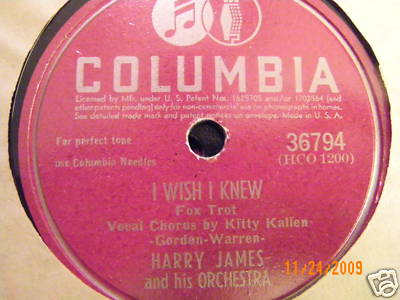 COLUMBIA
Licensed by Mfr. under U. S. Patent Nos. 1625705 and/or 1702564 (and
other patents pending) only for non-commercial use on phonographs in homes.
See detailed trade mark and patent notices on envelope. Made in U. S. A.
For perfect tone
use Columbia Needles
36794
(HCO 1200)
I WISH I KNEW
Fox Trot
Vocal Chorus by Kitty Kallen
-Gordon-Warren-
HARRY JAMES
and his ORCHESTRA
11/24/2009